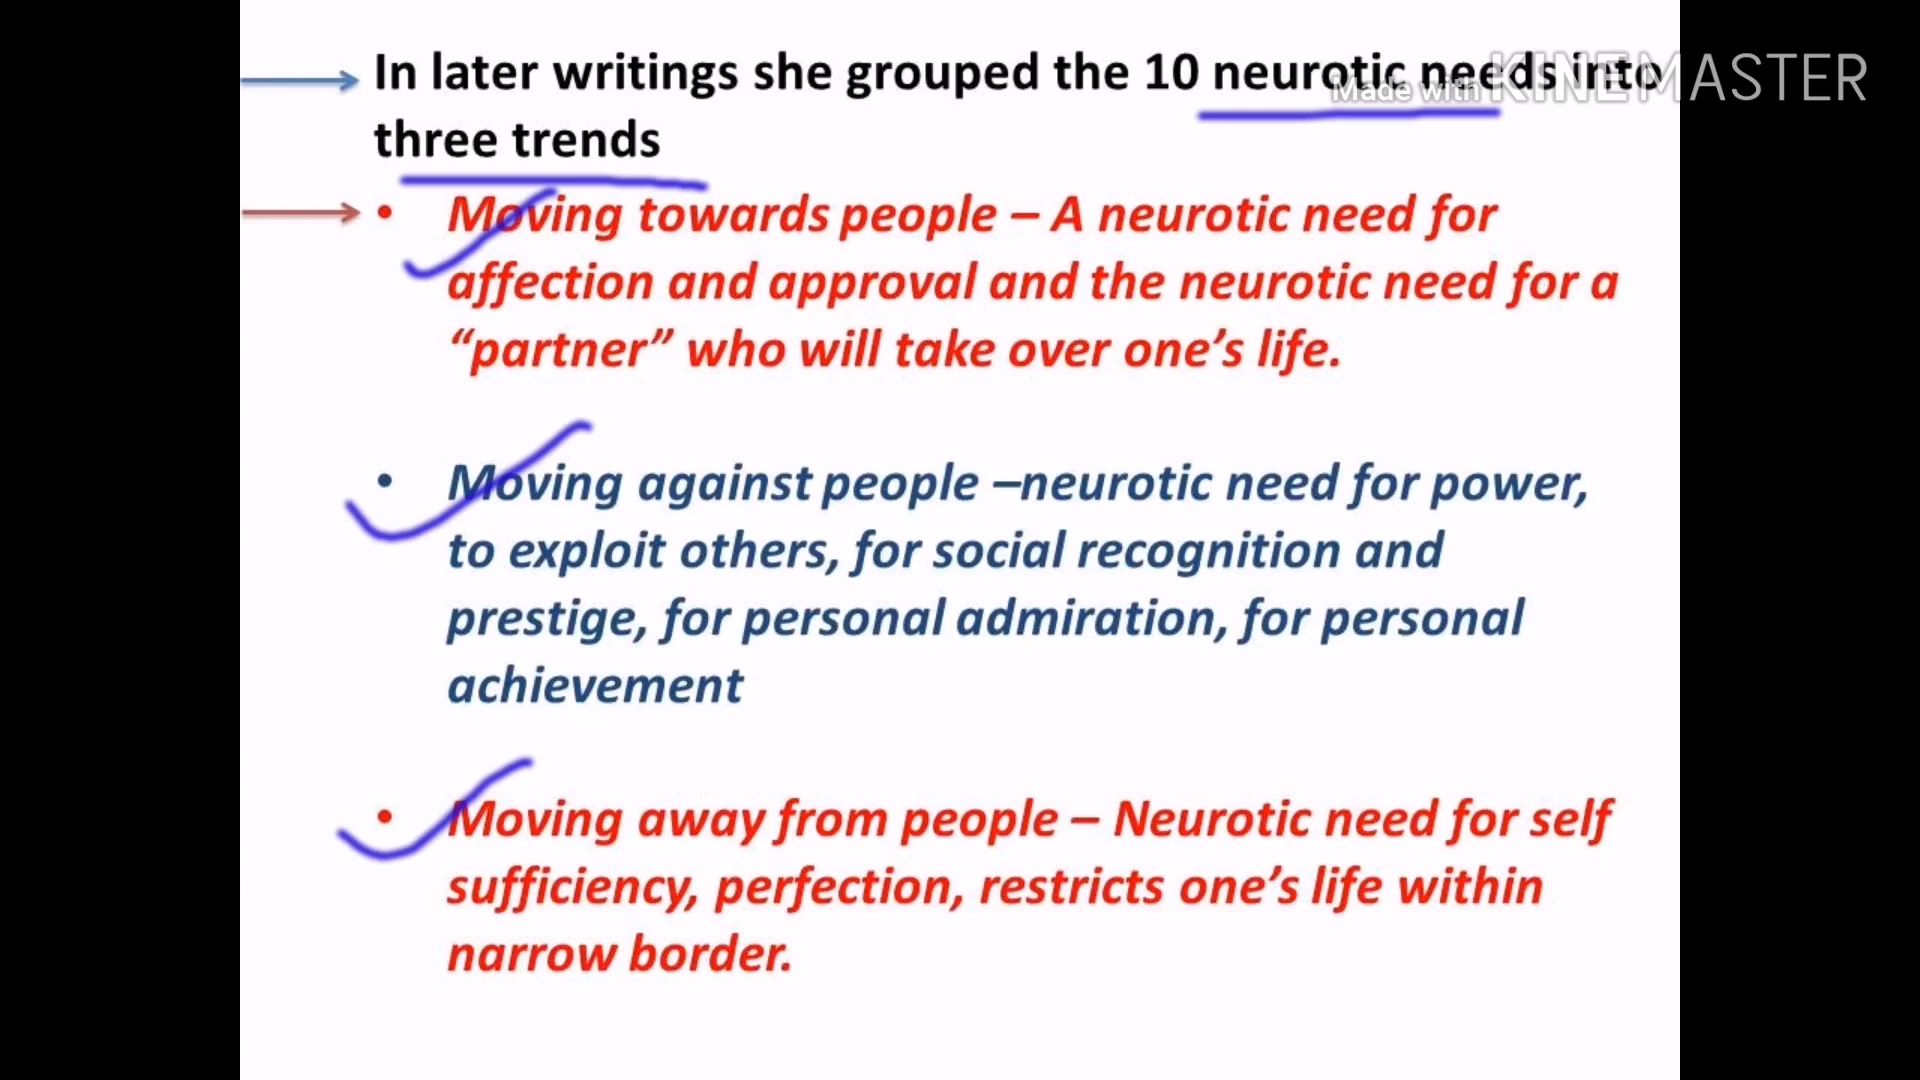 In later writings she grouped the 10 neurotic needs into
Made with KINEMASTER
three trends
• Moving towards people – A neurotic need for
affection and approval and the neurotic need for a
“partner” who will take over one’s life.
• Moving against people –neurotic need for power,
to exploit others, for social recognition and
prestige, for personal admiration, for personal
achievement
• Moving away from people – Neurotic need for self
sufficiency, perfection, restricts one’s life within
narrow border.